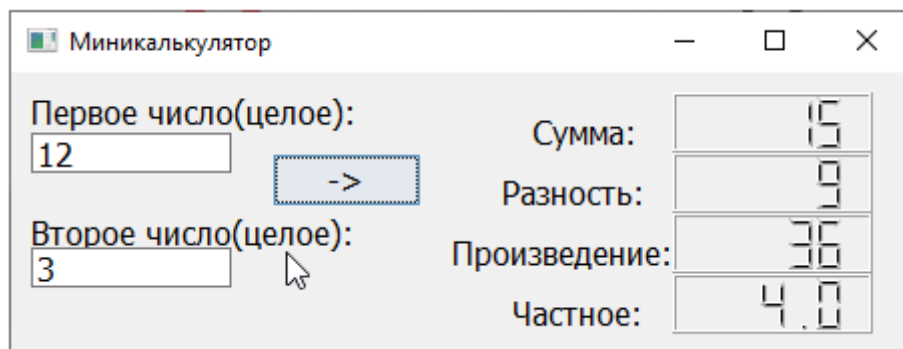 Миникалькулятор
Первое число(целое):
12
->
Второе число(целое):
3
Сумма: 15
Разность: 9
Произведение: 36
Частное: 4.0